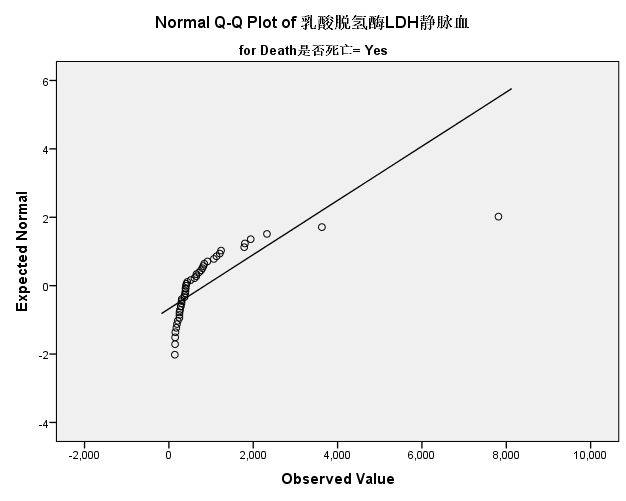 Normal Q-Q Plot of 乳酸脱氢酶LDH静脉血
for Death是否死亡= Yes
Expected Normal
6
4
2
0
-2
-4
-2,000 0 2,000 4,000 6,000 8,000 10,000
Observed Value